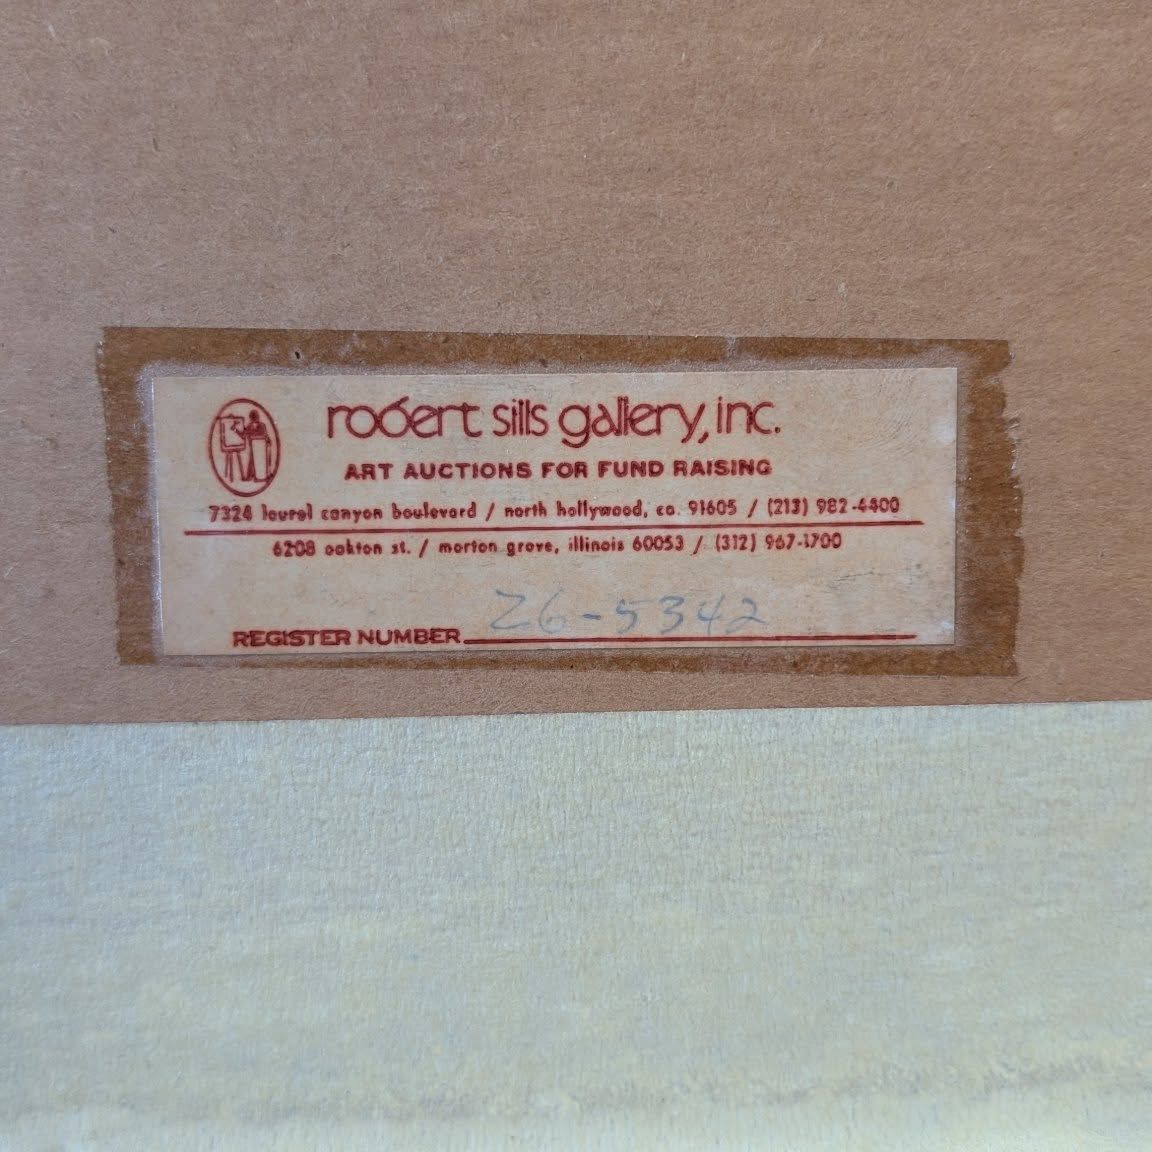 robert sills gallery, inc.
ART AUCTIONS FOR FUND RAISING
7324 laurel canyon boulevard / north hollywood, ca. 91605 / (213) 982-4400
6208 oakton st. / morton grove, illinois 60053 / (312) 967-1700
REGISTER NUMBER Z6-5342